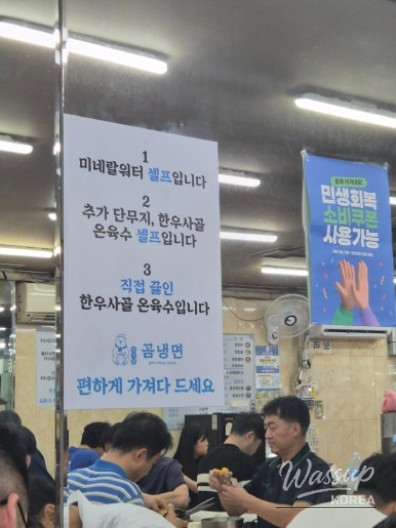 1
미네랄워터 셀프입니다
2
추가 단무지, 한우사골
온육수 셀프입니다
3
직접 끓인
한우사골 온육수입니다
곰냉면
편하게 가져다 드세요
민생회복
소비쿠폰
사용가능
Wassup
KOREA